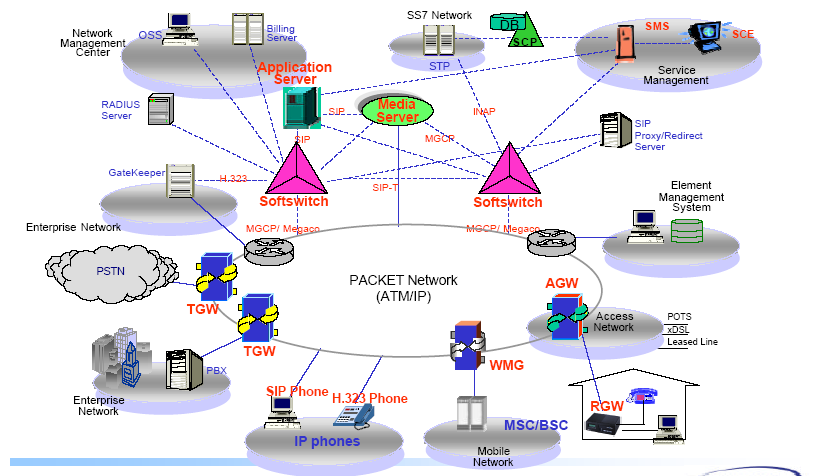 SS7 Network
DB
SCP
STP
SMS
SCE
Service
Management
Network
Management
Center
OSS
Billing
Server
Application
Server
RADIUS
Server
SIP
Media
Server
INAP
SIP
MGCP
SIP
Proxy/Redirect
Server
GateKeeper
H.323
SIP-T
Softswitch
Softswitch
Element
Management
System
Enterprise Network
MGCP/ Megaco
MGCP/ Megaco
PSTN
TGW
PACKET Network
(ATM/IP)
AGW
Access
Network
POTS
xDSL
Leased Line
TGW
WMG
PBX
Enterprise
Network
SIP Phone
H.323 Phone
IP phones
MSC/BSC
Mobile
Network
RGW